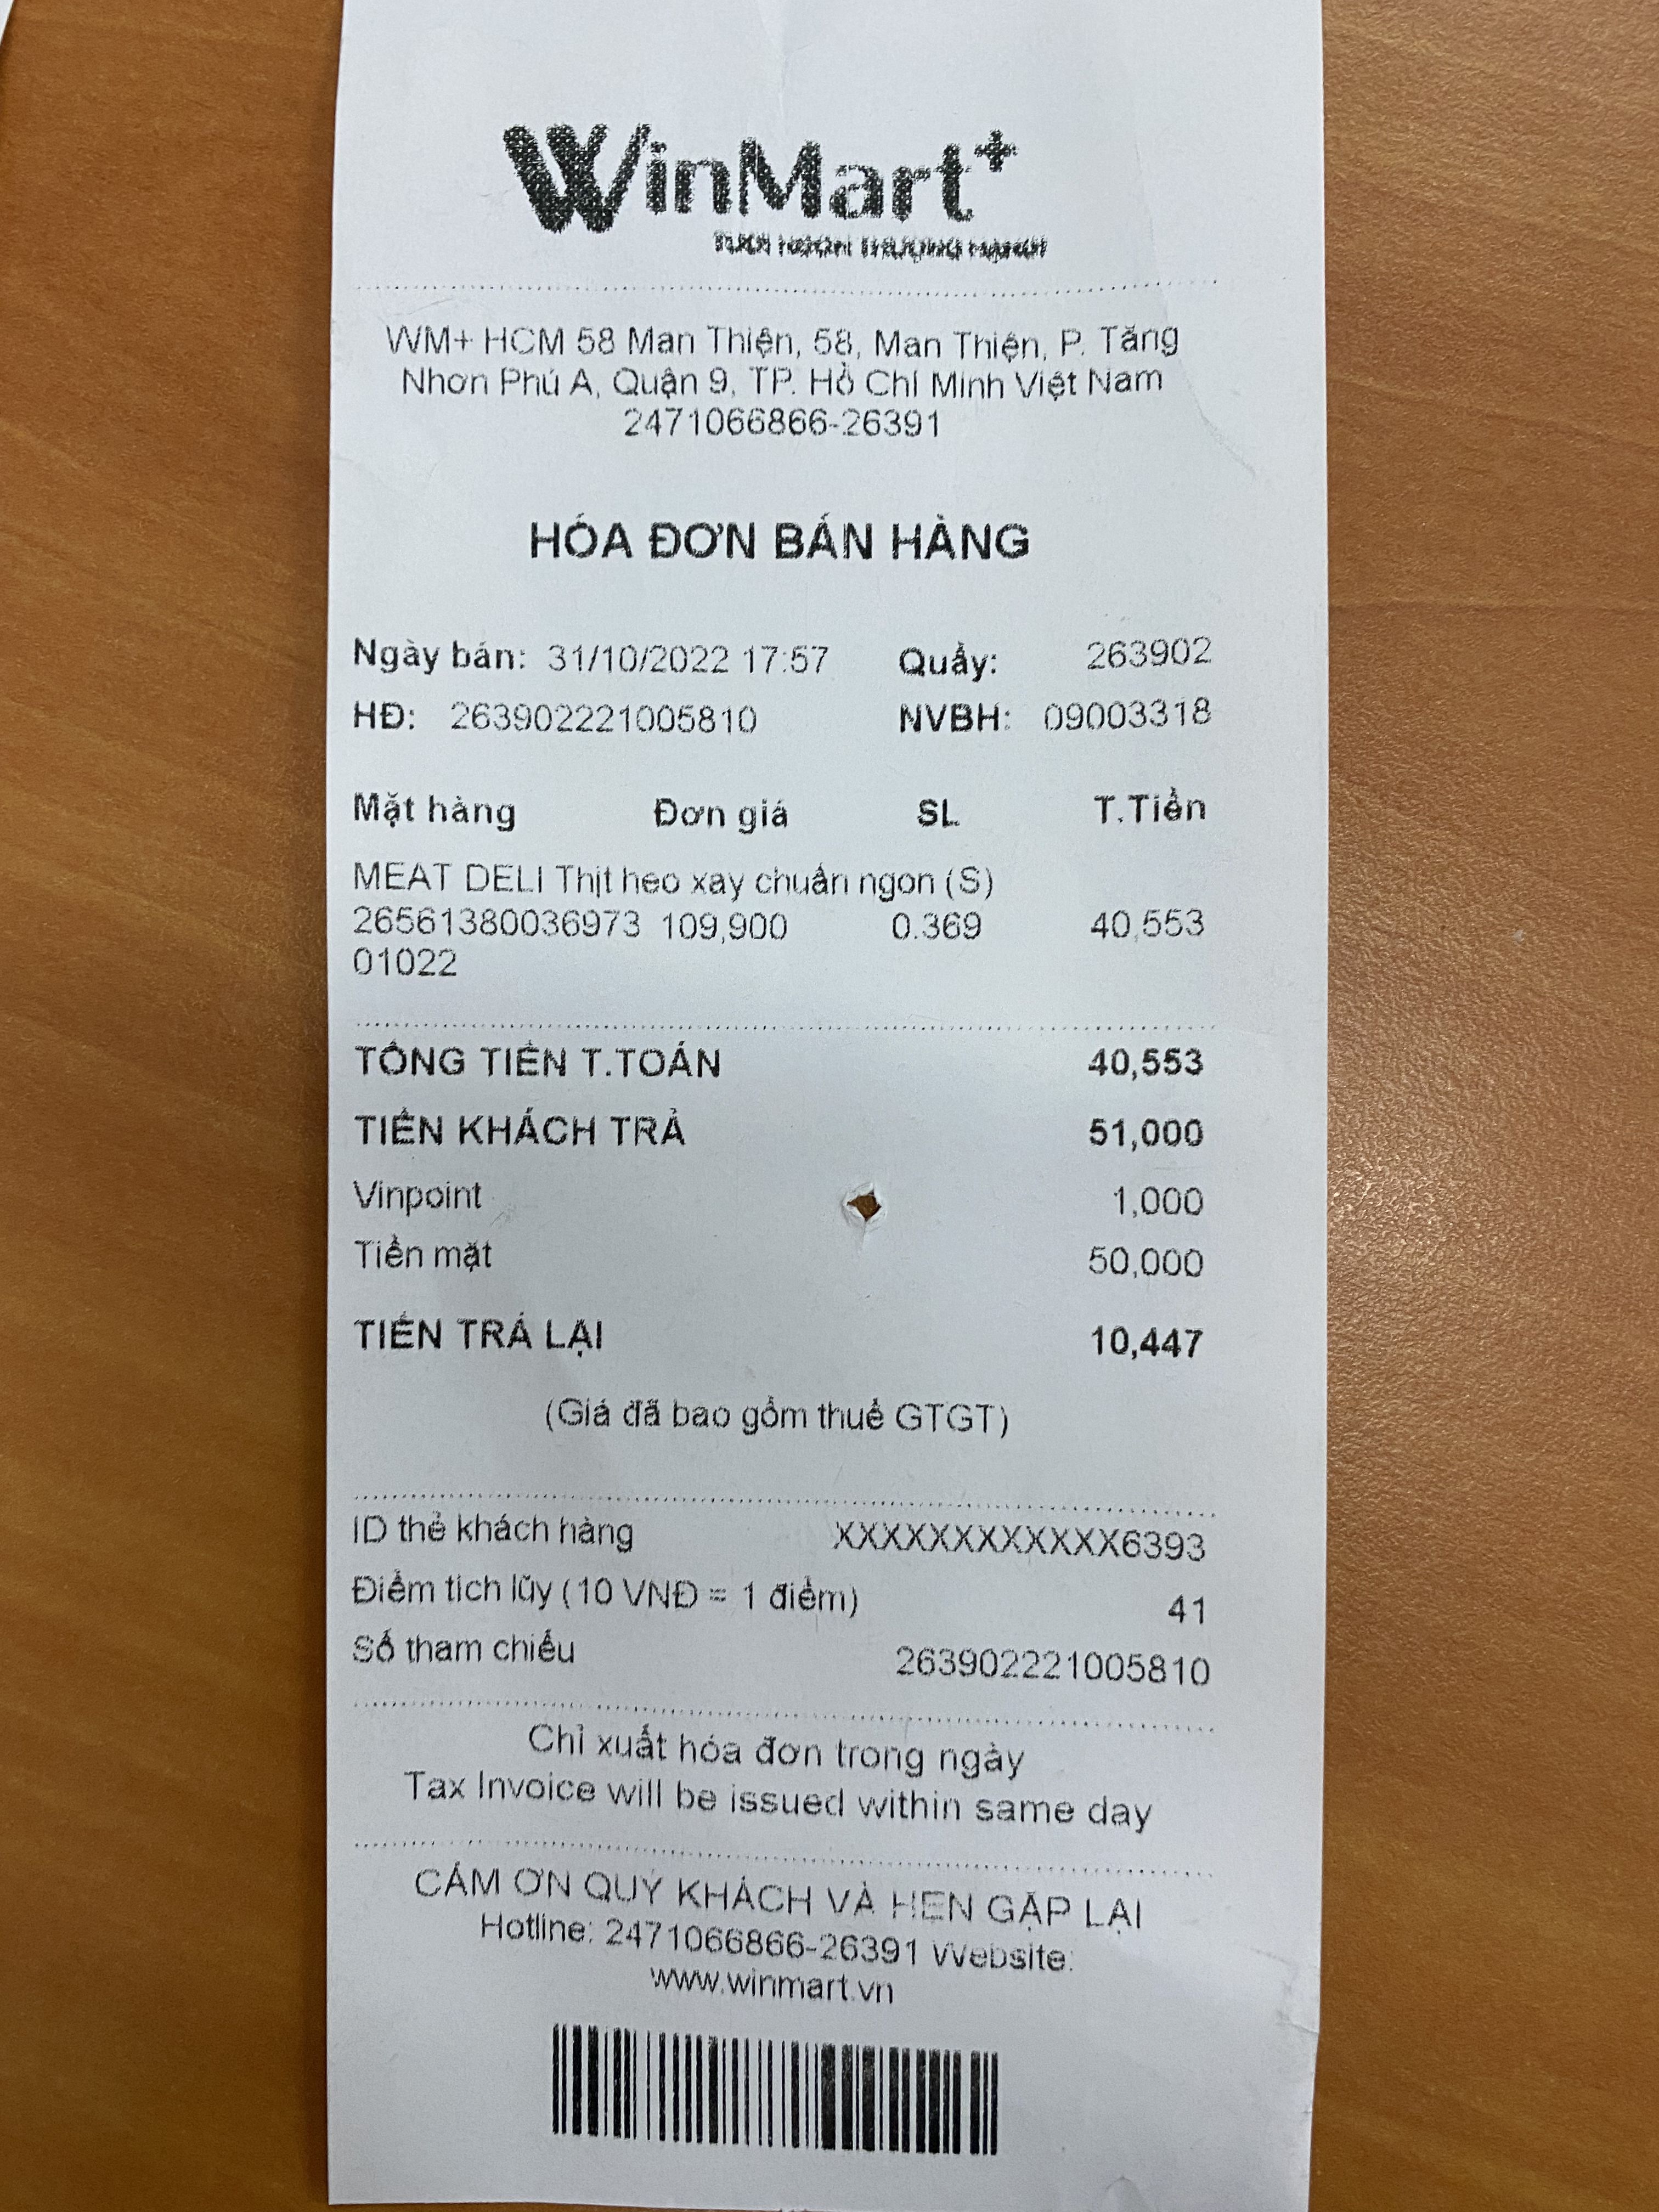 WinMart+
WM+ HCM 58 Man Thiện, 58, Man Thiện, P. Tăng
Nhơn Phú A, Quận 9, TP. Hồ Chí Minh Việt Nam
2471066866-26391
HÓA ĐƠN BÁN HÀNG
Ngày bán: 31/10/2022 17:57 Quầy: 263902
HĐ: 263902221005810 NVBH: 09003318
Mặt hàng Đơn giá SL T.Tiền
MEAT DELI Thịt heo xay chuẩn ngon (S)
26561380036973 109,900 0.369 40,553
01022
TỔNG TIỀN T.TOÁN 40,553
TIỀN KHÁCH TRẢ 51,000
Vinpoint 1,000
Tiền mặt 50,000
TIỀN TRẢ LẠI 10,447
(Giá đã bao gồm thuế GTGT)
ID thẻ khách hàng XXXXXXXXXXXX6393
Điểm tích lũy (10 VNĐ = 1 điểm) 41
Số tham chiếu 263902221005810
Chỉ xuất hóa đơn trong ngày
Tax Invoice will be issued within same day
CẢM ƠN QUÝ KHÁCH VÀ HẸN GẶP LẠI
Hotline: 2471066866-26391 Website:
www.winmart.vn